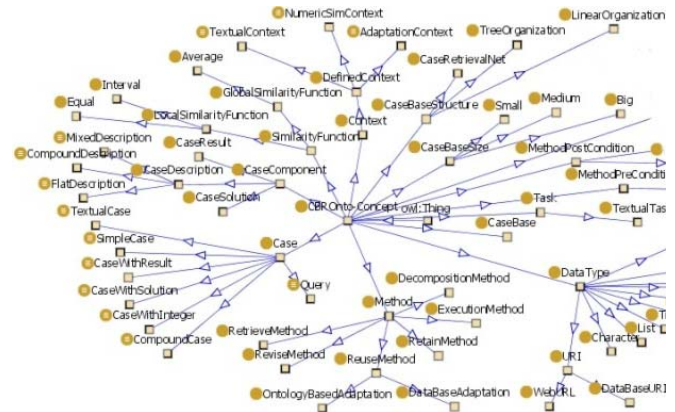 NumericSimContext
LinearOrganization
TextualContext
AdaptationContext
TreeOrganization
Average
CaseRetrievalNet
DefinedContext
Interval
GlobalSimilarityFunction
CaseBaseStructure
Small
Medium
Big
Equal
LocalSimilarityFunction
Context
MixedDescription
CaseResult
SimilarityFunction
CaseBaseSize
MethodPostCondition
CompoundDescription
CaseDescription
CaseComponent
MethodPreConditi
FlatDescription
CaseSolution
CBROnto-Concept
owl:Thing
Task
TextualTas
TextualCase
CaseBase
SimpleCase
Case
CaseWithResult
Query
DecompositionMethod
DataType
CaseWithSolution
Method
ExecutionMethod
CaseWithInteger
RetrieveMethod
List
CompoundCase
ReviseMethod
ReuseMethod
RetainMethod
URI
Character
OntologyBasedAdaptation
DataBaseAdaptation
WebURL
DataBaseURI